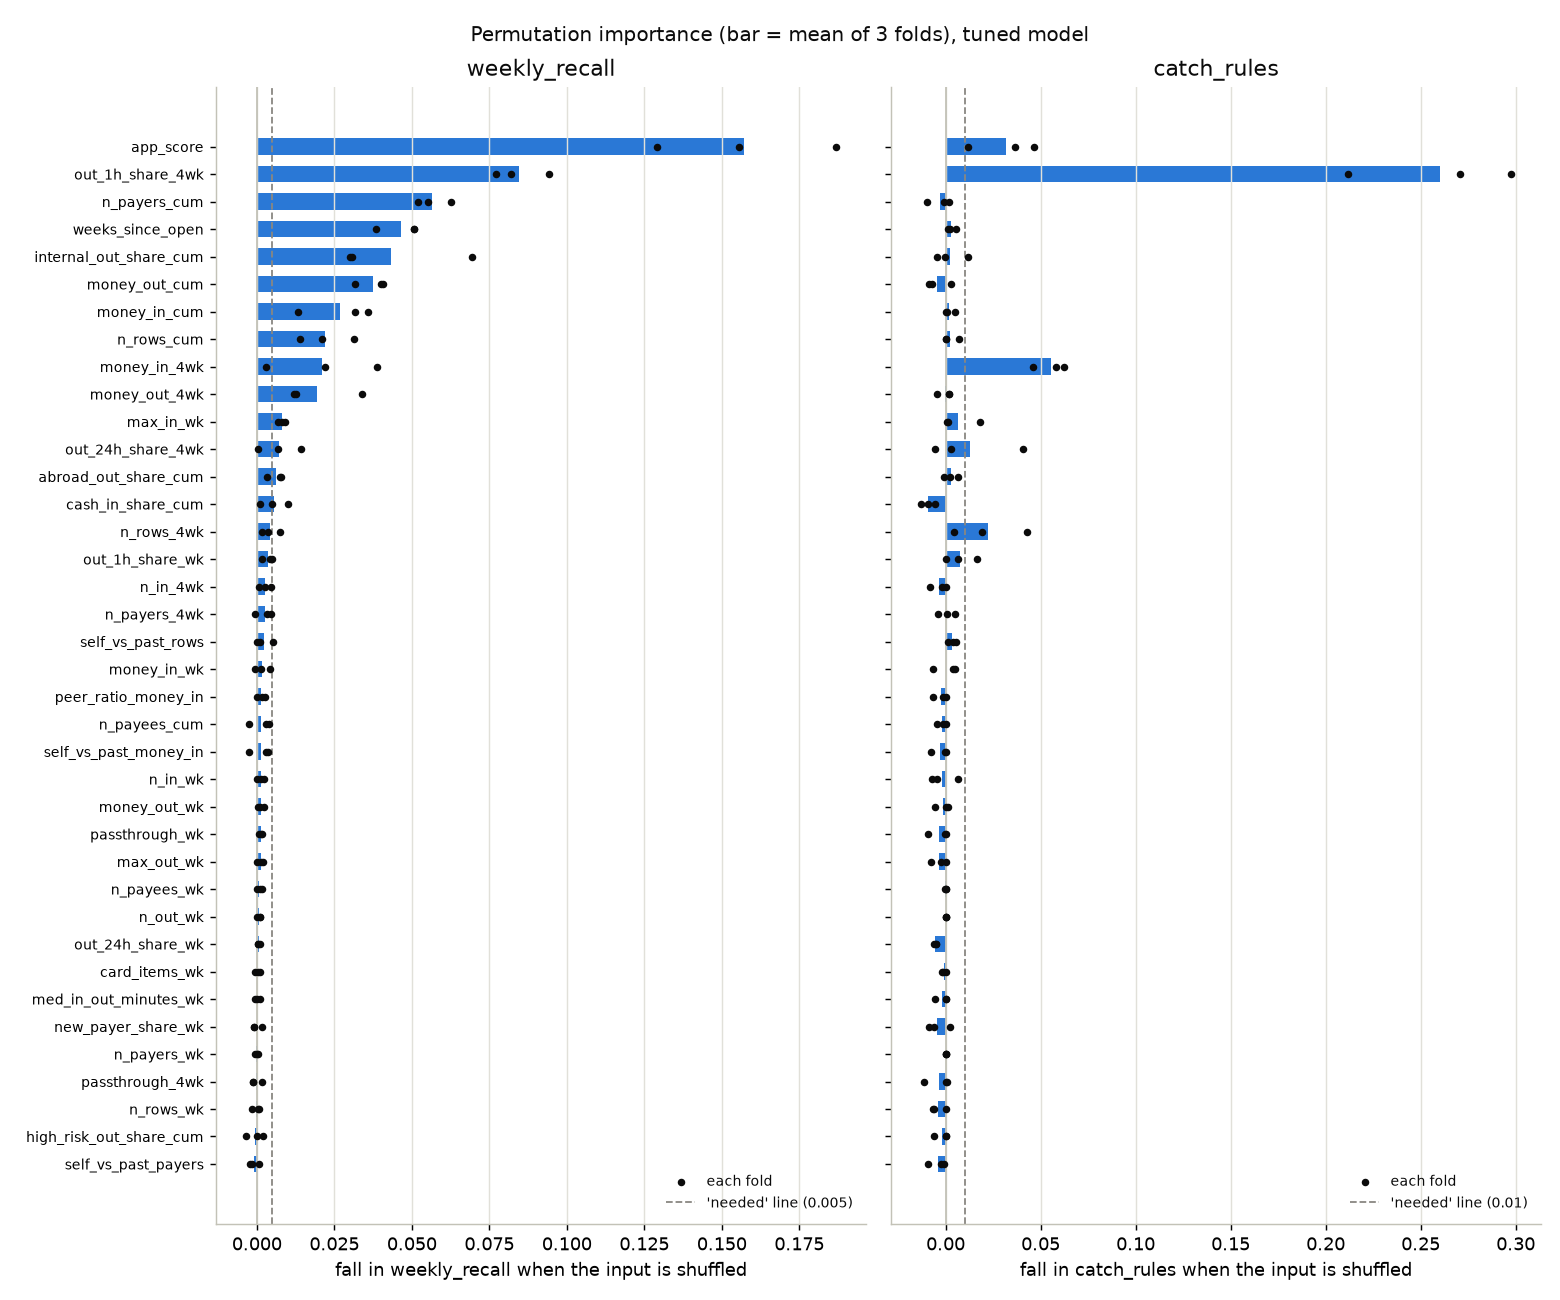 Permutation importance (bar = mean of 3 folds), tuned model
weekly_recall
catch_rules
app_score
out_1h_share_4wk
n_payers_cum
weeks_since_open
internal_out_share_cum
money_out_cum
money_in_cum
n_rows_cum
money_in_4wk
money_out_4wk
max_in_wk
out_24h_share_4wk
abroad_out_share_cum
cash_in_share_cum
n_rows_4wk
out_1h_share_wk
n_in_4wk
n_payers_4wk
self_vs_past_rows
money_in_wk
peer_ratio_money_in
n_payees_cum
self_vs_past_money_in
n_in_wk
money_out_wk
passthrough_wk
max_out_wk
n_payees_wk
n_out_wk
out_24h_share_wk
card_items_wk
med_in_out_minutes_wk
new_payer_share_wk
n_payers_wk
passthrough_4wk
n_rows_wk
high_risk_out_share_cum
self_vs_past_payers
each fold
'needed' line (0.005)
each fold
'needed' line (0.01)
0.000 0.025 0.050 0.075 0.100 0.125 0.150 0.175
0.00 0.05 0.10 0.15 0.20 0.25 0.30
fall in weekly_recall when the input is shuffled
fall in catch_rules when the input is shuffled